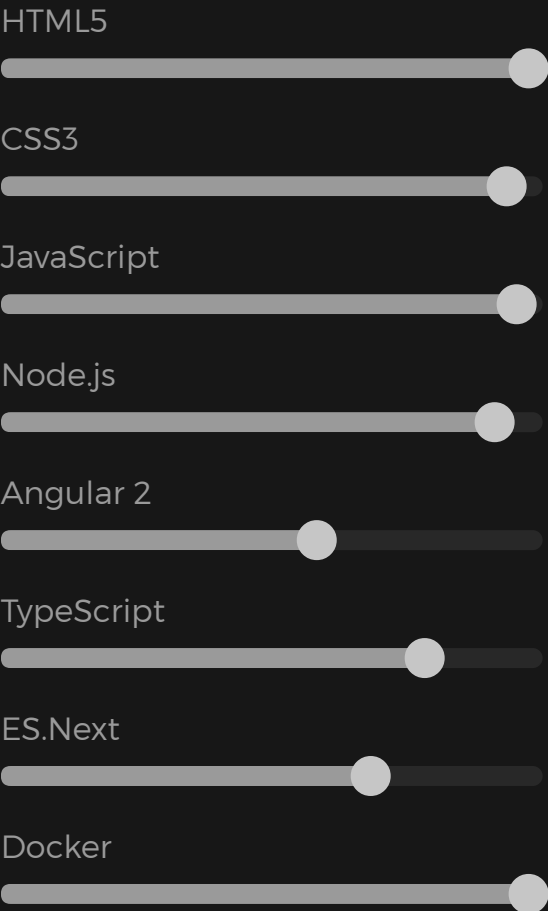 HTML5
CSS3
JavaScript
Node.js
Angular 2
TypeScript
ES.Next
Docker